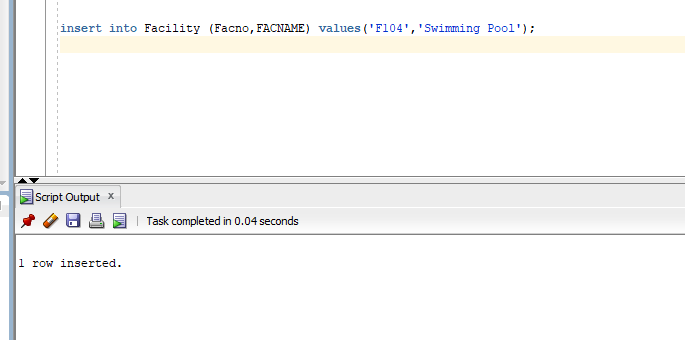 insert into Facility (Facno,FACNAME) values('F104','Swimming Pool');
Script Output x
Task completed in 0.04 seconds
1 row inserted.